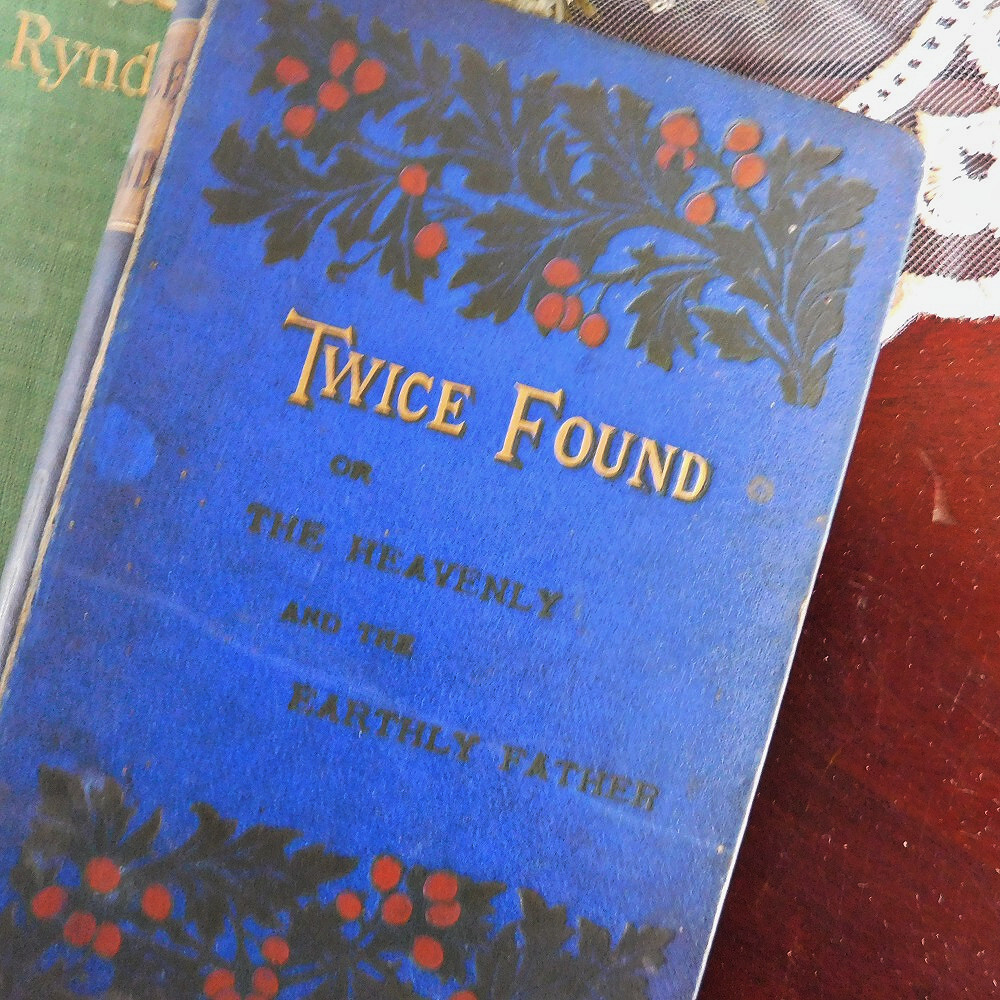 Rynd
TWICE FOUND
OR
THE HEAVENLY
AND THE
EARTHLY FATHER